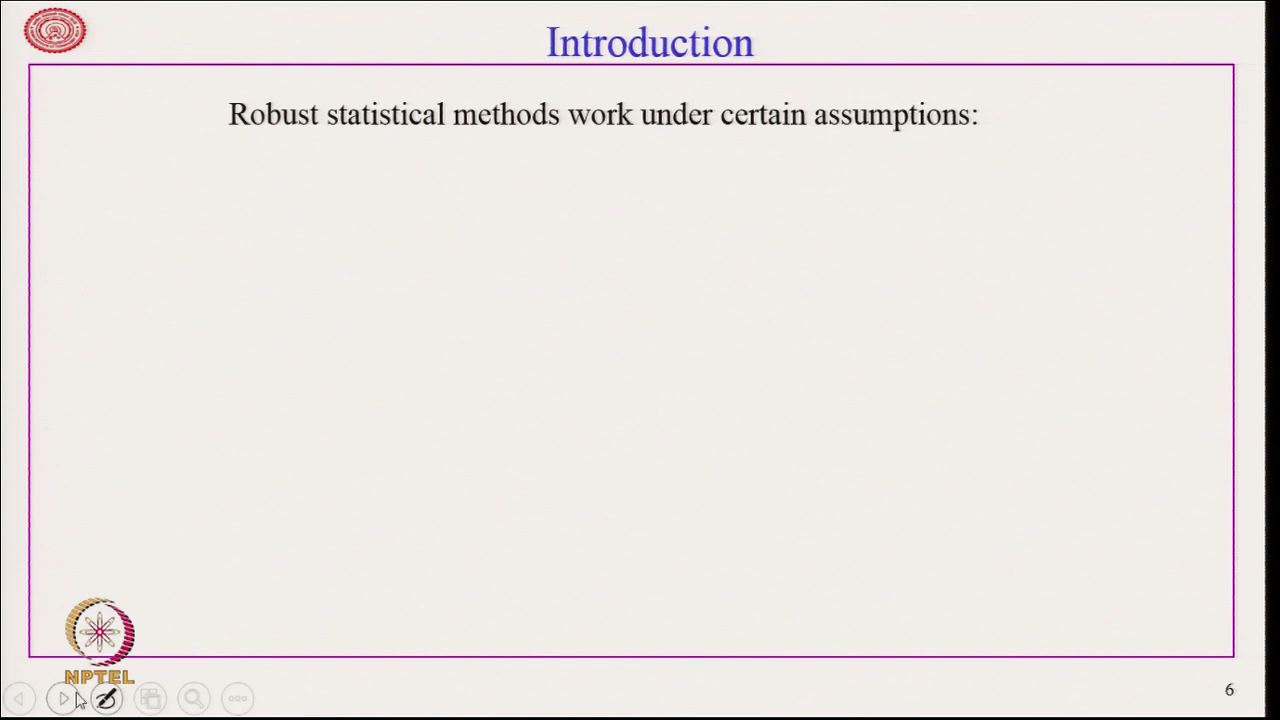 Introduction
Robust statistical methods work under certain assumptions:
NPTEL
6